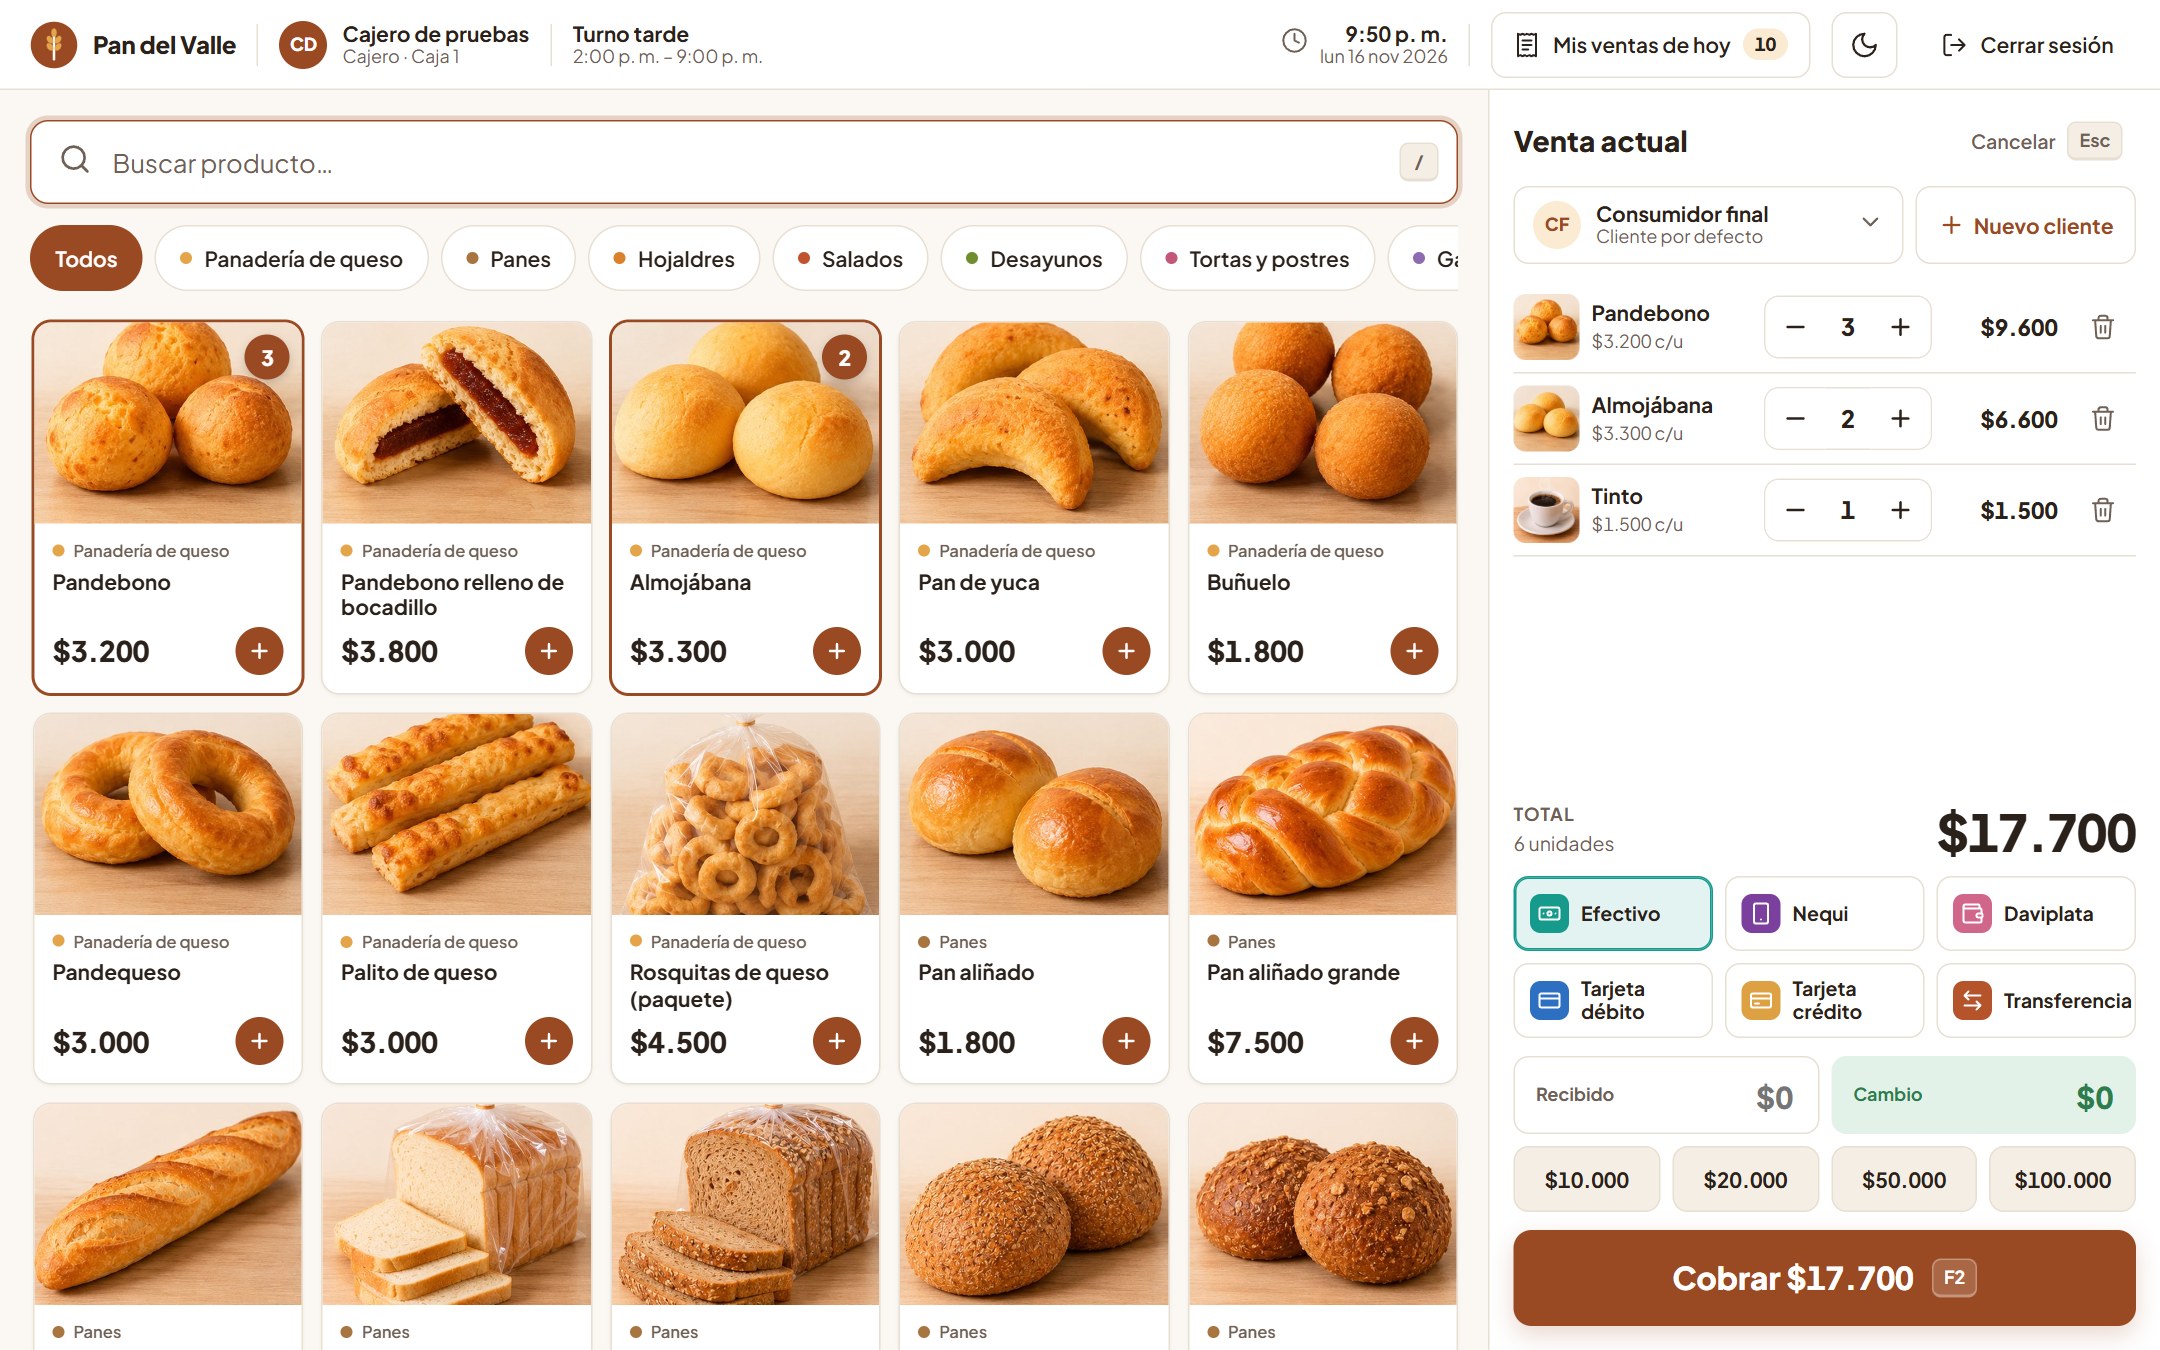 Pan del Valle
CD
Cajero de pruebas
Cajero · Caja 1
Turno tarde
2:00 p. m. – 9:00 p. m.
9:50 p. m.
lun 16 nov 2026
Mis ventas de hoy 10
Cerrar sesión
Buscar producto... /
Todos
Panadería de queso
Panes
Hojaldres
Salados
Desayunos
Tortas y postres
3
Panadería de queso
Pandebono
$3.200
Panadería de queso
Pandebono relleno de
bocadillo
$3.800
2
Panadería de queso
Almojábana
$3.300
Panadería de queso
Pan de yuca
$3.000
Panadería de queso
Buñuelo
$1.800
Panadería de queso
Pandequeso
$3.000
Panadería de queso
Palito de queso
$3.000
Panadería de queso
Rosquitas de queso
(paquete)
$4.500
Panes
Pan aliñado
$1.800
Panes
Pan aliñado grande
$7.500
Panes
Panes
Panes
Panes
Panes
Venta actual
Cancelar Esc
CF
Consumidor final
Cliente por defecto
+ Nuevo cliente
Pandebono
$3.200 c/u
− 3 +
$9.600
Almojábana
$3.300 c/u
− 2 +
$6.600
Tinto
$1.500 c/u
− 1 +
$1.500
TOTAL
6 unidades
$17.700
Efectivo
Nequi
Daviplata
Tarjeta
débito
Tarjeta
crédito
Transferencia
Recibido $0
Cambio $0
$10.000
$20.000
$50.000
$100.000
Cobrar $17.700 F2